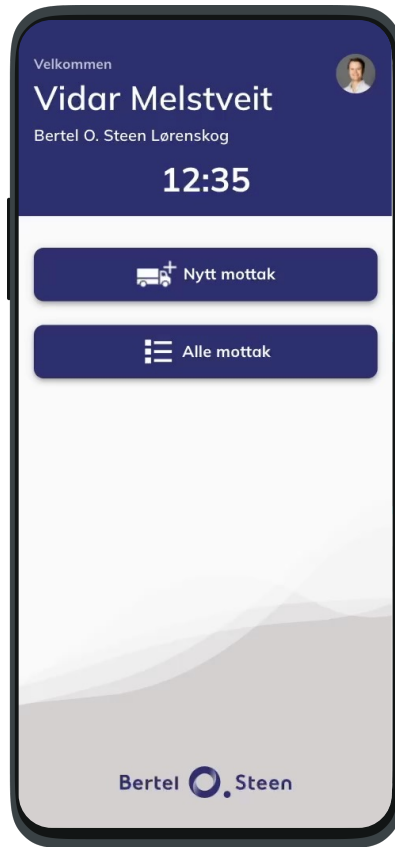 Velkommen
Vidar Melstveit
Bertel O. Steen Lørenskog
12:35
Nytt mottak
Alle mottak
Bertel O. Steen